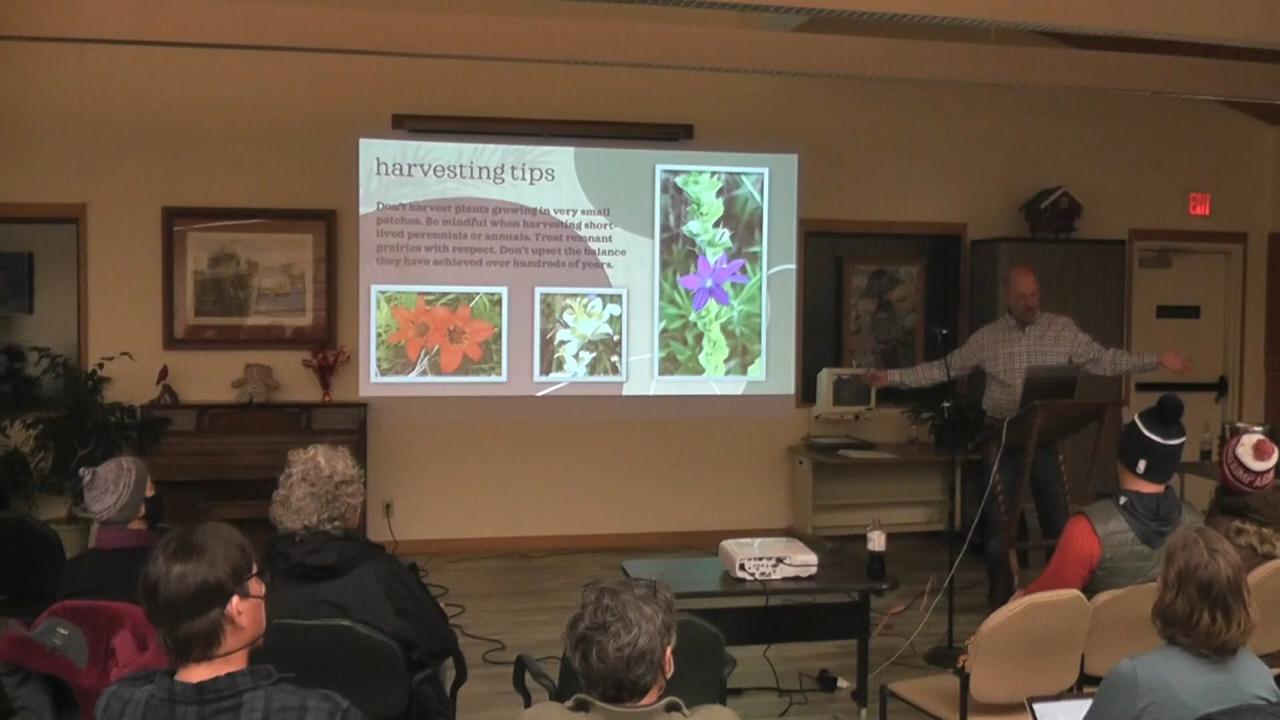 harvesting tips
Don't harvest plants growing in very small
patches. Be mindful when harvesting short-
lived perennials or annuals. Treat remnant
prairies with respect. Don't upset the balance
they have achieved over hundreds of years.
EXIT